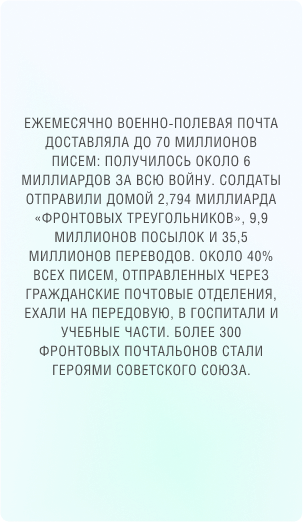 ЕЖЕМЕСЯЧНО ВОЕННО-ПОЛЕВАЯ ПОЧТА
ДОСТАВЛЯЛА ДО 70 МИЛЛИОНОВ
ПИСЕМ: ПОЛУЧИЛОСЬ ОКОЛО 6
МИЛЛИАРДОВ ЗА ВСЮ ВОЙНУ. СОЛДАТЫ
ОТПРАВИЛИ ДОМОЙ 2,794 МИЛЛИАРДА
«ФРОНТОВЫХ ТРЕУГОЛЬНИКОВ», 9,9
МИЛЛИОНОВ ПОСЫЛОК И 35,5
МИЛЛИОНОВ ПЕРЕВОДОВ. ОКОЛО 40%
ВСЕХ ПИСЕМ, ОТПРАВЛЕННЫХ ЧЕРЕЗ
ГРАЖДАНСКИЕ ПОЧТОВЫЕ ОТДЕЛЕНИЯ,
ЕХАЛИ НА ПЕРЕДОВУЮ, В ГОСПИТАЛИ И
УЧЕБНЫЕ ЧАСТИ. БОЛЕЕ 300
ФРОНТОВЫХ ПОЧТАЛЬОНОВ СТАЛИ
ГЕРОЯМИ СОВЕТСКОГО СОЮЗА.